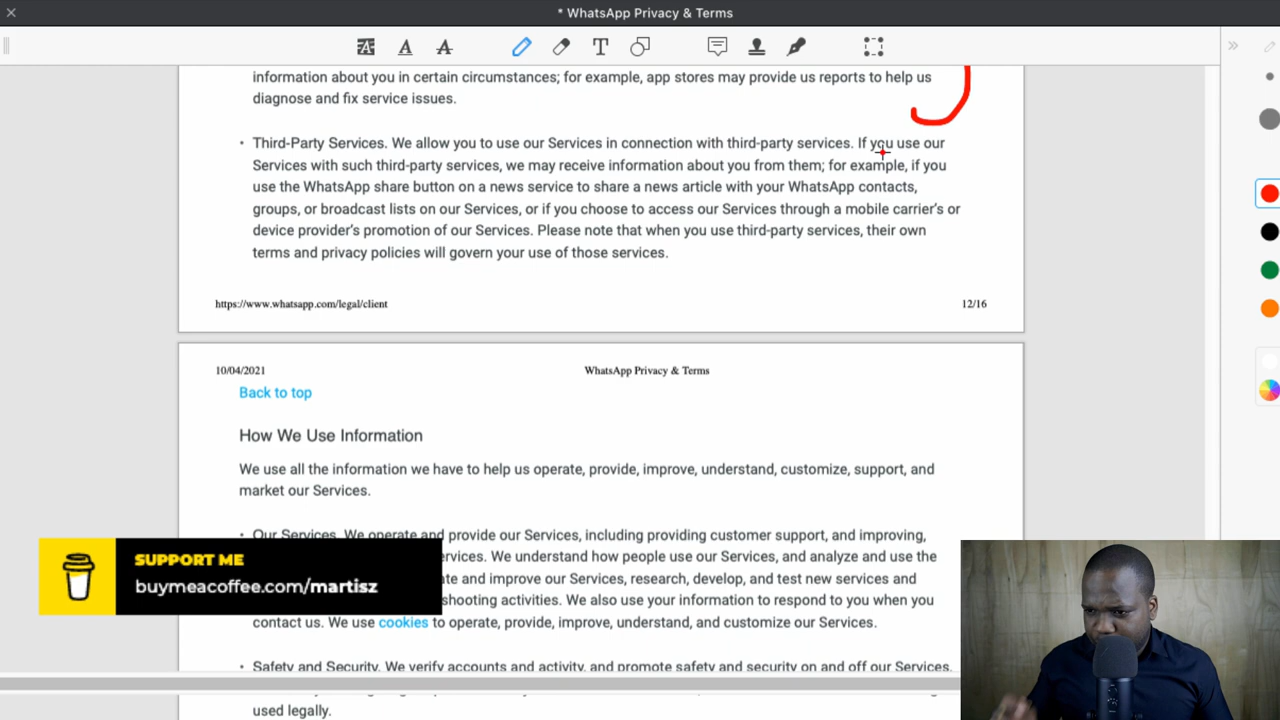 * WhatsApp Privacy & Terms
information about you in certain circumstances; for example, app stores may provide us reports to help us
diagnose and fix service issues.
• Third-Party Services. We allow you to use our Services in connection with third-party services. If you use our
Services with such third-party services, we may receive information about you from them; for example, if you
use the WhatsApp share button on a news service to share a news article with your WhatsApp contacts,
groups, or broadcast lists on our Services, or if you choose to access our Services through a mobile carrier's or
device provider's promotion of our Services. Please note that when you use third-party services, their own
terms and privacy policies will govern your use of those services.
https://www.whatsapp.com/legal/client 12/16
10/04/2021 WhatsApp Privacy & Terms
Back to top
How We Use Information
We use all the information we have to help us operate, provide, improve, understand, customize, support, and
market our Services.
• Our Services. We operate and provide our Services, including providing customer support, and improving,
ervices. We understand how people use our Services, and analyze and use the
te and improve our Services, research, develop, and test new services and
shooting activities. We also use your information to respond to you when you
contact us. We use cookies to operate, provide, improve, understand, and customize our Services.
• Safety and Security. We verify accounts and activity, and promote safety and security on and off our Services,
used legally.
SUPPORT ME
buymeacoffee.com/martisz